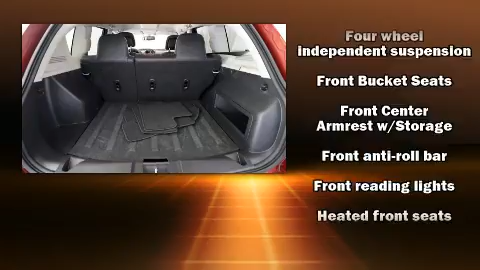 Four wheel
independent suspension
Front Bucket Seats
Front Center
Armrest w/Storage
Front anti-roll bar
Front reading lights
Heated front seats